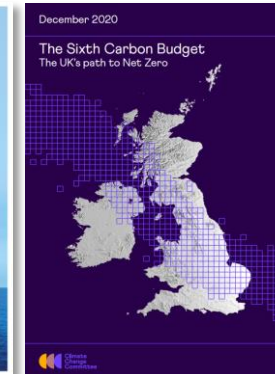 December 2020
The Sixth Carbon Budget
The UK's path to Net Zero
Climate
Change
Committee